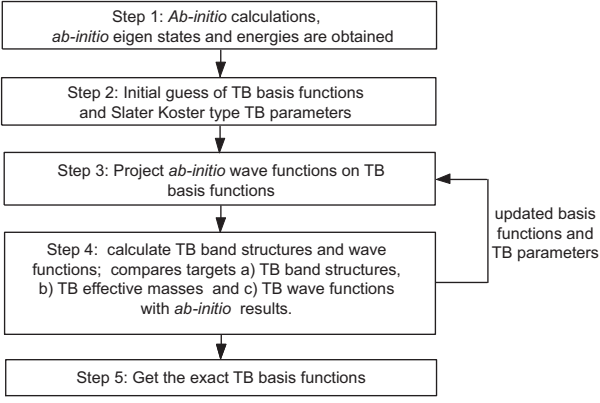 Step 1: Ab-initio calculations,
ab-initio eigen states and energies are obtained
Step 2: Initial guess of TB basis functions
and Slater Koster type TB parameters
Step 3: Project ab-initio wave functions on TB
basis functions
updated basis
functions and
TB parameters
Step 4: calculate TB band structures and wave
functions; compares targets a) TB band structures,
b) TB effective masses and c) TB wave functions
with ab-initio results.
Step 5: Get the exact TB basis functions